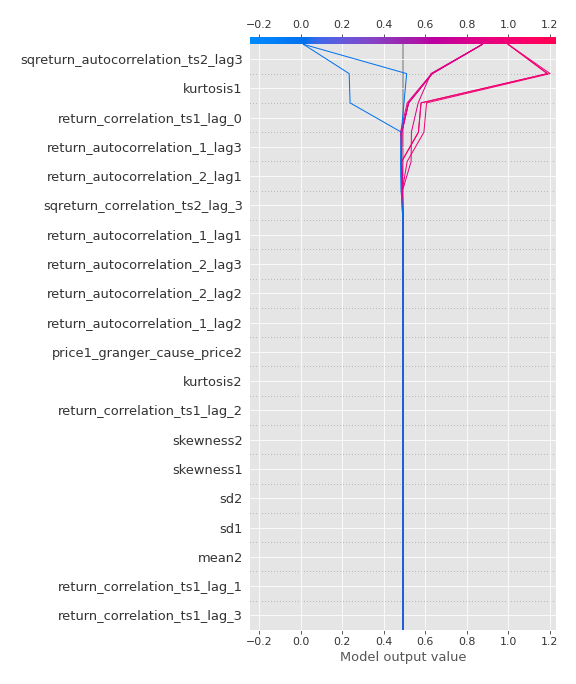 −0.2 0.0 0.2 0.4 0.6 0.8 1.0 1.2
sqreturn_autocorrelation_ts2_lag3
kurtosis1
return_correlation_ts1_lag_0
return_autocorrelation_1_lag3
return_autocorrelation_2_lag1
sqreturn_correlation_ts2_lag_3
return_autocorrelation_1_lag1
return_autocorrelation_2_lag3
return_autocorrelation_2_lag2
return_autocorrelation_1_lag2
price1_granger_cause_price2
kurtosis2
return_correlation_ts1_lag_2
skewness2
skewness1
sd2
sd1
mean2
return_correlation_ts1_lag_1
return_correlation_ts1_lag_3
−0.2 0.0 0.2 0.4 0.6 0.8 1.0 1.2
Model output value